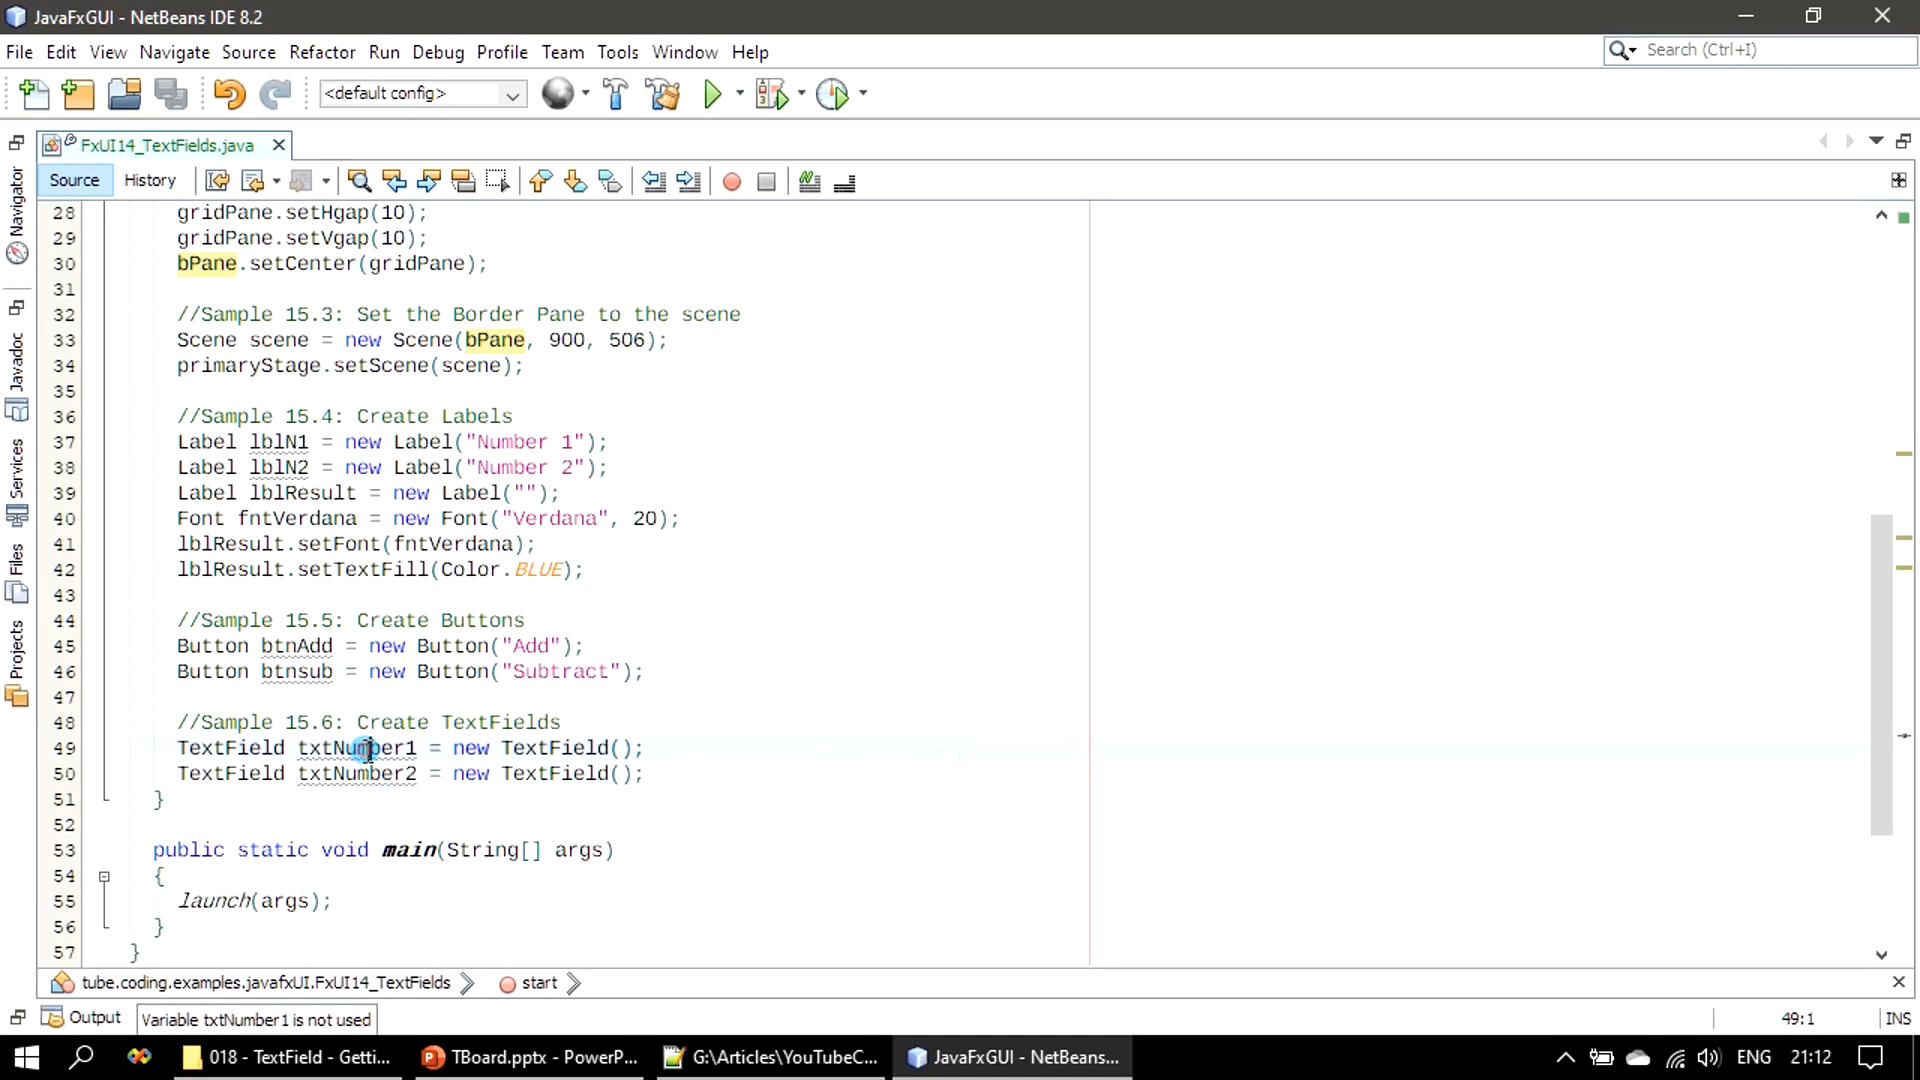 JavaFxGUI - NetBeans IDE 8.2
File Edit View Navigate Source Refactor Run Debug Profile Team Tools Window Help
Search (Ctrl+I)
<default config>
FxUI14_TextFields.java
Source History
Navigator
Javadoc
Services
Files
Projects
28 gridPane.setHgap(10);
29 gridPane.setVgap(10);
30 bPane.setCenter(gridPane);
31
32 //Sample 15.3: Set the Border Pane to the scene
33 Scene scene = new Scene(bPane, 900, 506);
34 primaryStage.setScene(scene);
35
36 //Sample 15.4: Create Labels
37 Label lblN1 = new Label("Number 1");
38 Label lblN2 = new Label("Number 2");
39 Label lblResult = new Label("");
40 Font fntVerdana = new Font("Verdana", 20);
41 lblResult.setFont(fntVerdana);
42 lblResult.setTextFill(Color.BLUE);
43
44 //Sample 15.5: Create Buttons
45 Button btnAdd = new Button("Add");
46 Button btnsub = new Button("Subtract");
47
48 //Sample 15.6: Create TextFields
49 TextField txtNumber1 = new TextField();
50 TextField txtNumber2 = new TextField();
51 }
52
53 public static void main(String[] args)
54 {
55 launch(args);
56 }
57 }
tube.coding.examples.javafxUI.FxUI14_TextFields start
Output Variable txtNumber1 is not used 49:1 INS
018 - TextField - Getti... TBoard.pptx - PowerP... G:\Articles\YouTubeC... JavaFxGUI - NetBeans... ENG 21:12